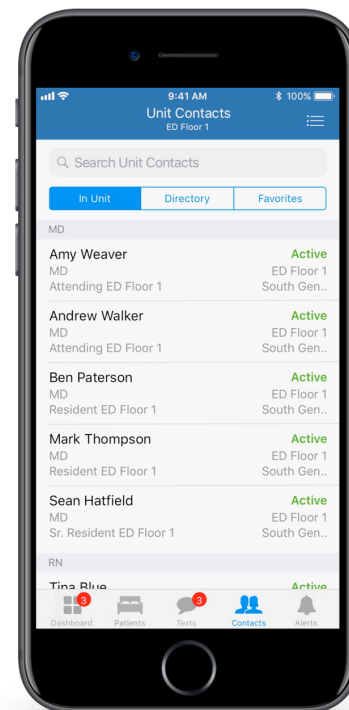 9:41 AM
100%
Unit Contacts
ED Floor 1
Search Unit Contacts
In Unit Directory Favorites
MD
Amy Weaver Active
MD ED Floor 1
Attending ED Floor 1 South Gen..
Andrew Walker Active
MD ED Floor 1
Attending ED Floor 1 South Gen..
Ben Paterson Active
MD ED Floor 1
Resident ED Floor 1 South Gen..
Mark Thompson Active
MD ED Floor 1
Resident ED Floor 1 South Gen..
Sean Hatfield Active
MD ED Floor 1
Sr. Resident ED Floor 1 South Gen..
RN
Tina Blue Active
3 3
Dashboard Patients Texts Contacts Alerts